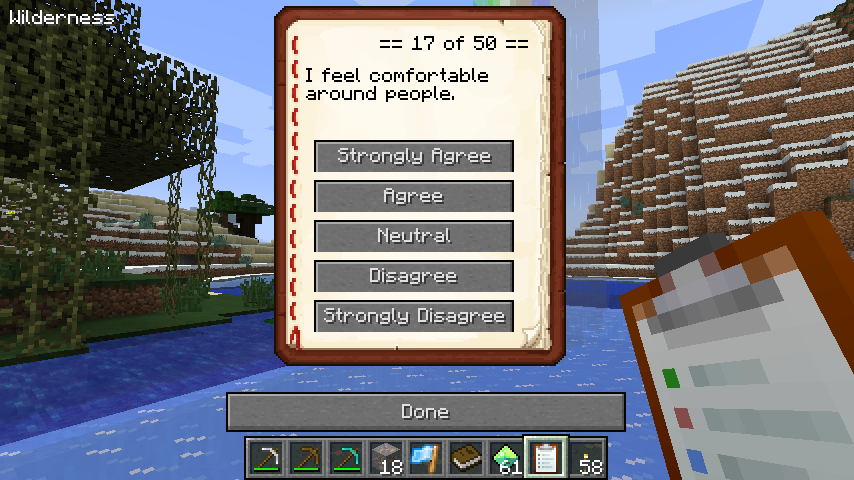 Wilderness
== 17 of 50 ==
I feel comfortable
around people.
Strongly Agree
Agree
Neutral
Disagree
Strongly Disagree
Done
18
61
58